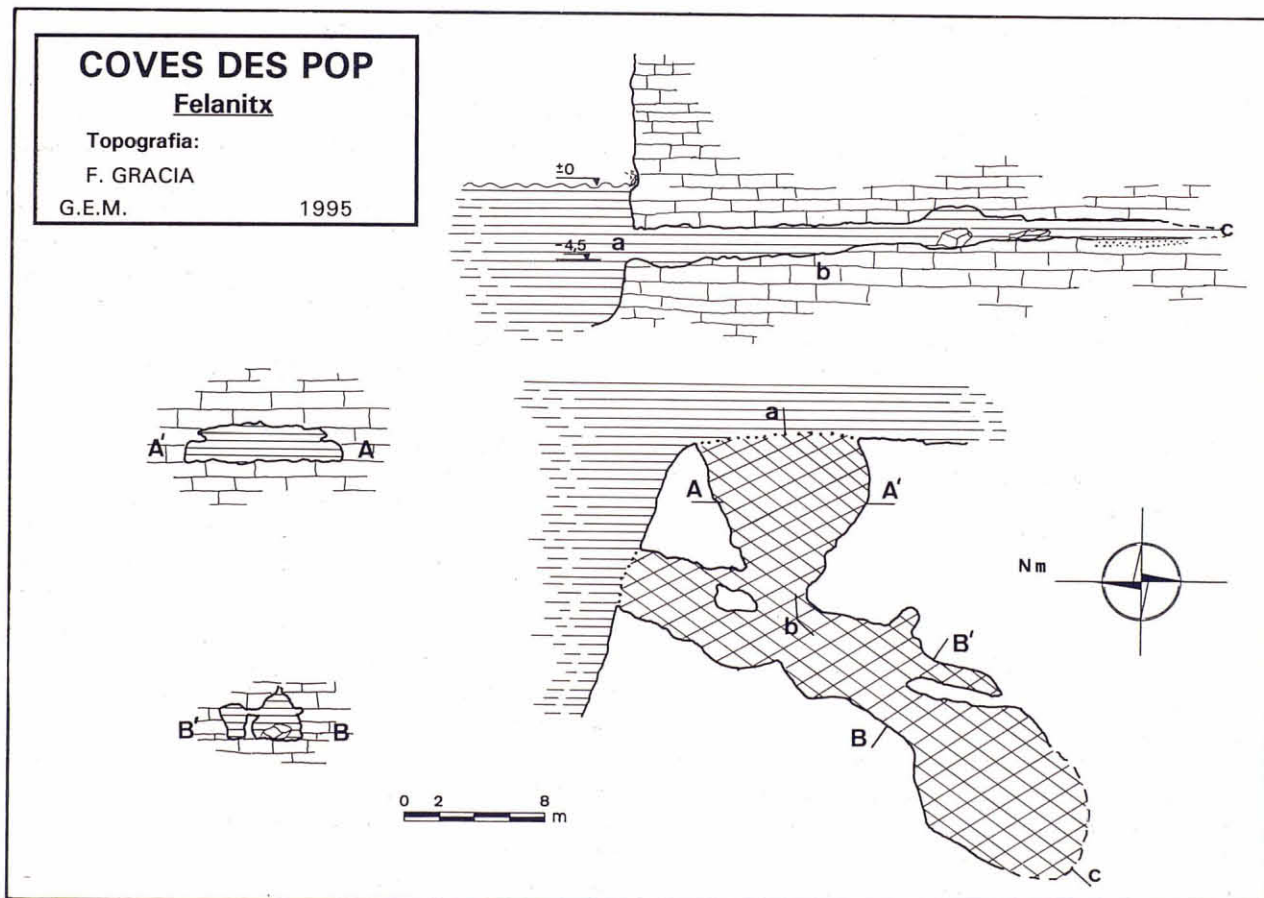 COVES DES POP
Felanitx
Topografia:
F. GRACIA
G.E.M. 1995
±0
-4,5
a
b
c
A' A
B' B
a
A A'
b
B'
B
c
Nm
0 2 8
m